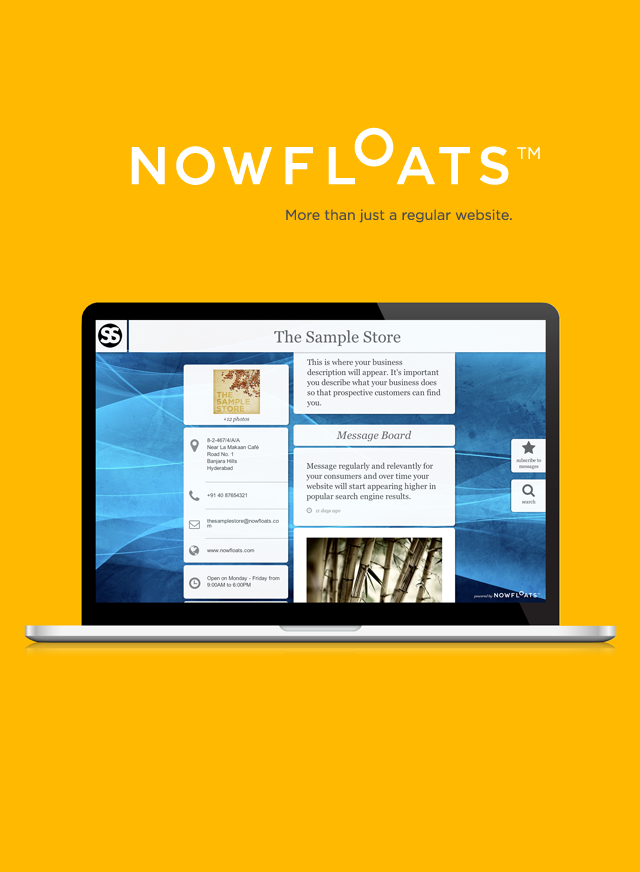 NOWFLOATS™
More than just a regular website.
SS
The Sample Store
THE
SAMPLE
STORE
+22 photos
8-2-467/4/A/A
Near La Makaan Café
Road No. 1
Banjara Hills
Hyderabad
+91 40 87654321
thesamplestore@nowfloats.co
m
www.nowfloats.com
Open on Monday - Friday from
9:00AM to 6:00PM
This is where your business
description will appear. It's important
you describe what your business does
so that prospective customers can find
you.
Message Board
Message regularly and relevantly for
your consumers and over time your
website will start appearing higher in
popular search engine results.
11 days ago
subscribe to
messages
search
powered by NOWFLOATS™